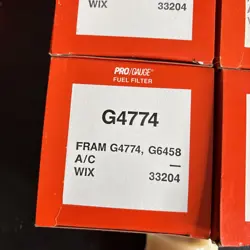 WIX 33204
PRO/GAUGE
FUEL FILTER
G4774
FRAM G4774, G6458
A/C —
WIX 33204